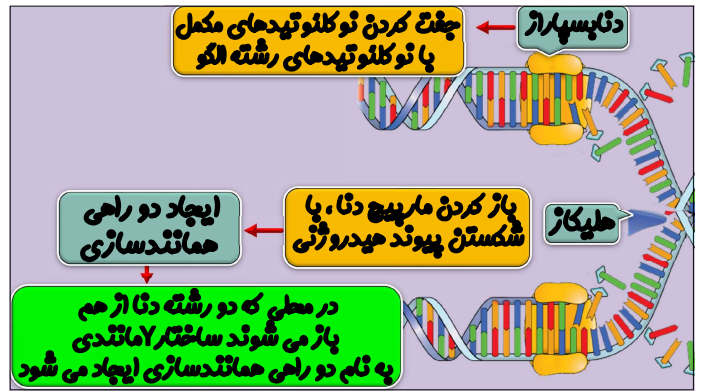 دنابسپاراز
جفت کردن نوکلئوتیدهای مکمل
با نوکلئوتیدهای رشته الگو
هلیکاز
باز کردن مارپیچ دنا، با
شکستن پیوند هیدروژنی
ایجاد دو راهی
همانندسازی
در محلی که دو رشته دنا از هم
باز می شوند ساختار Yمانندی
به نام دو راهی همانندسازی ایجاد می شود